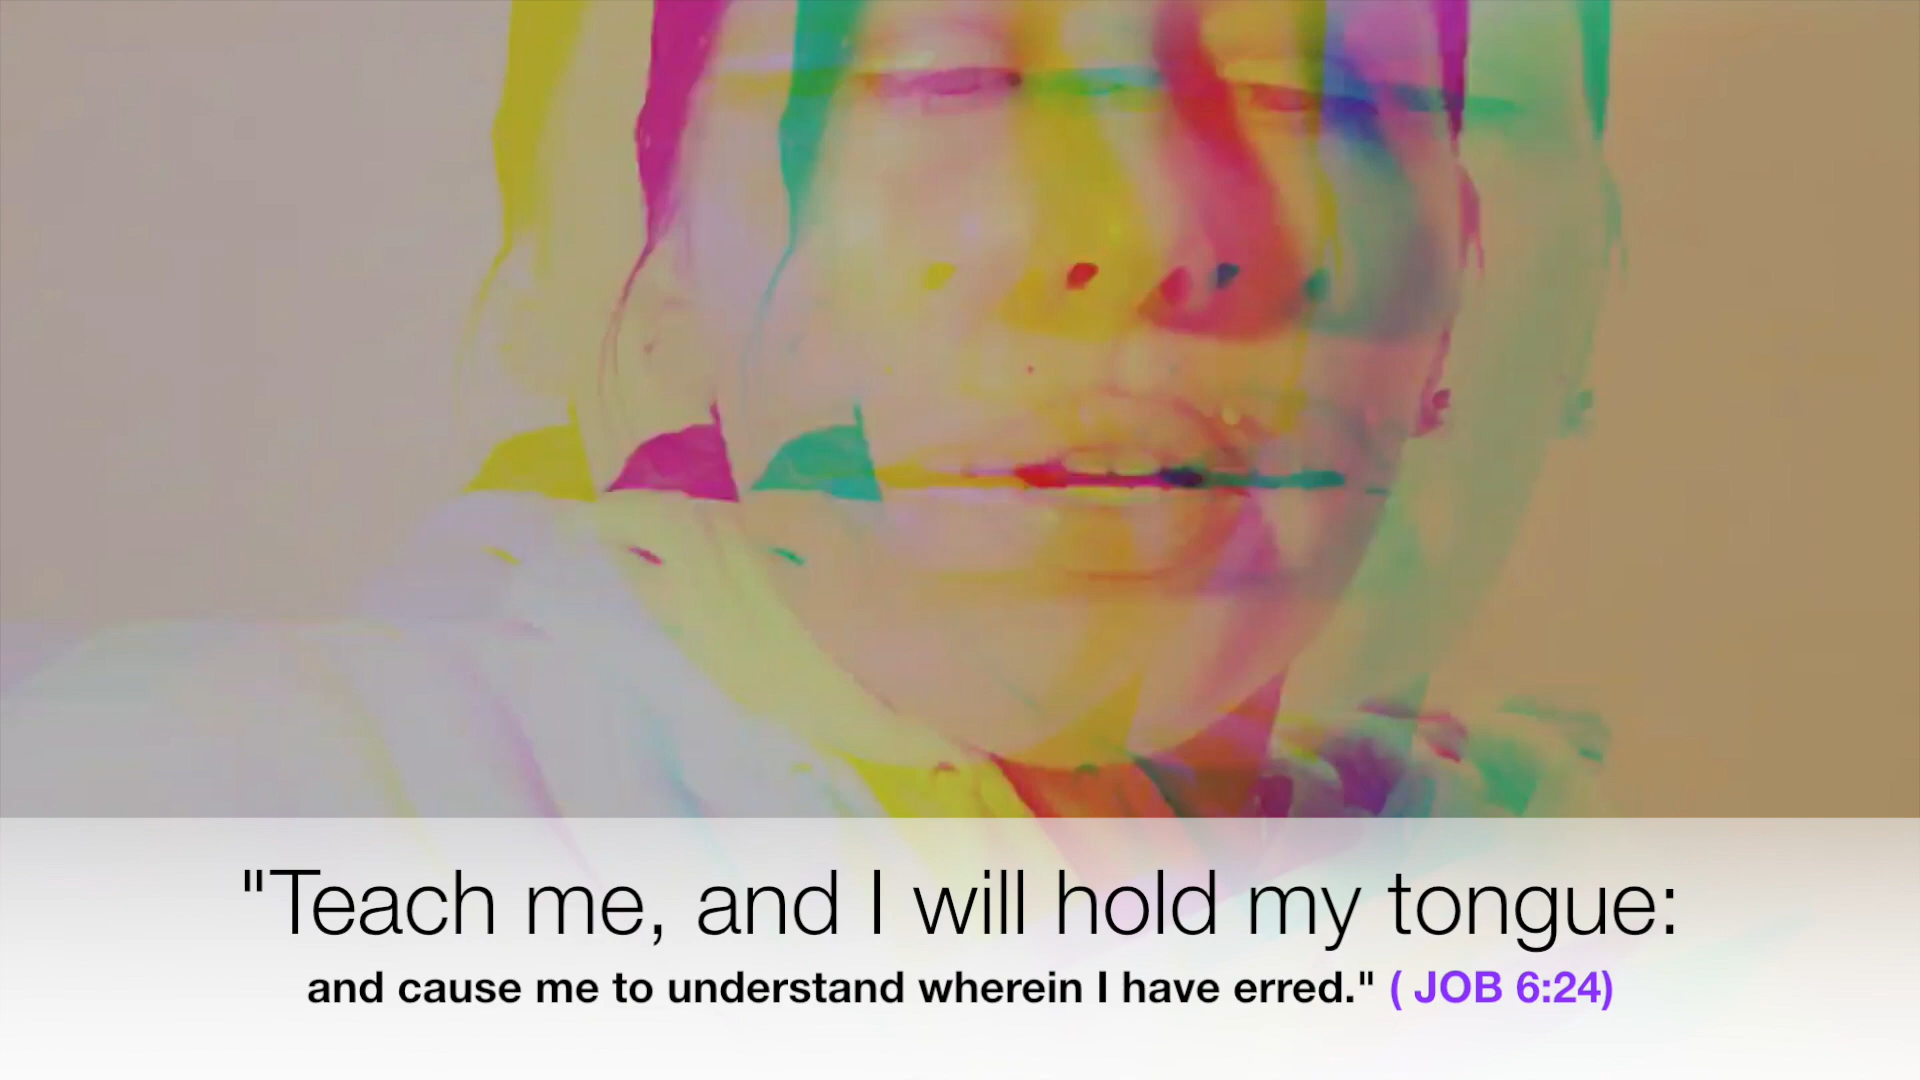 "Teach me, and I will hold my tongue:
and cause me to understand wherein I have erred." ( JOB 6:24)